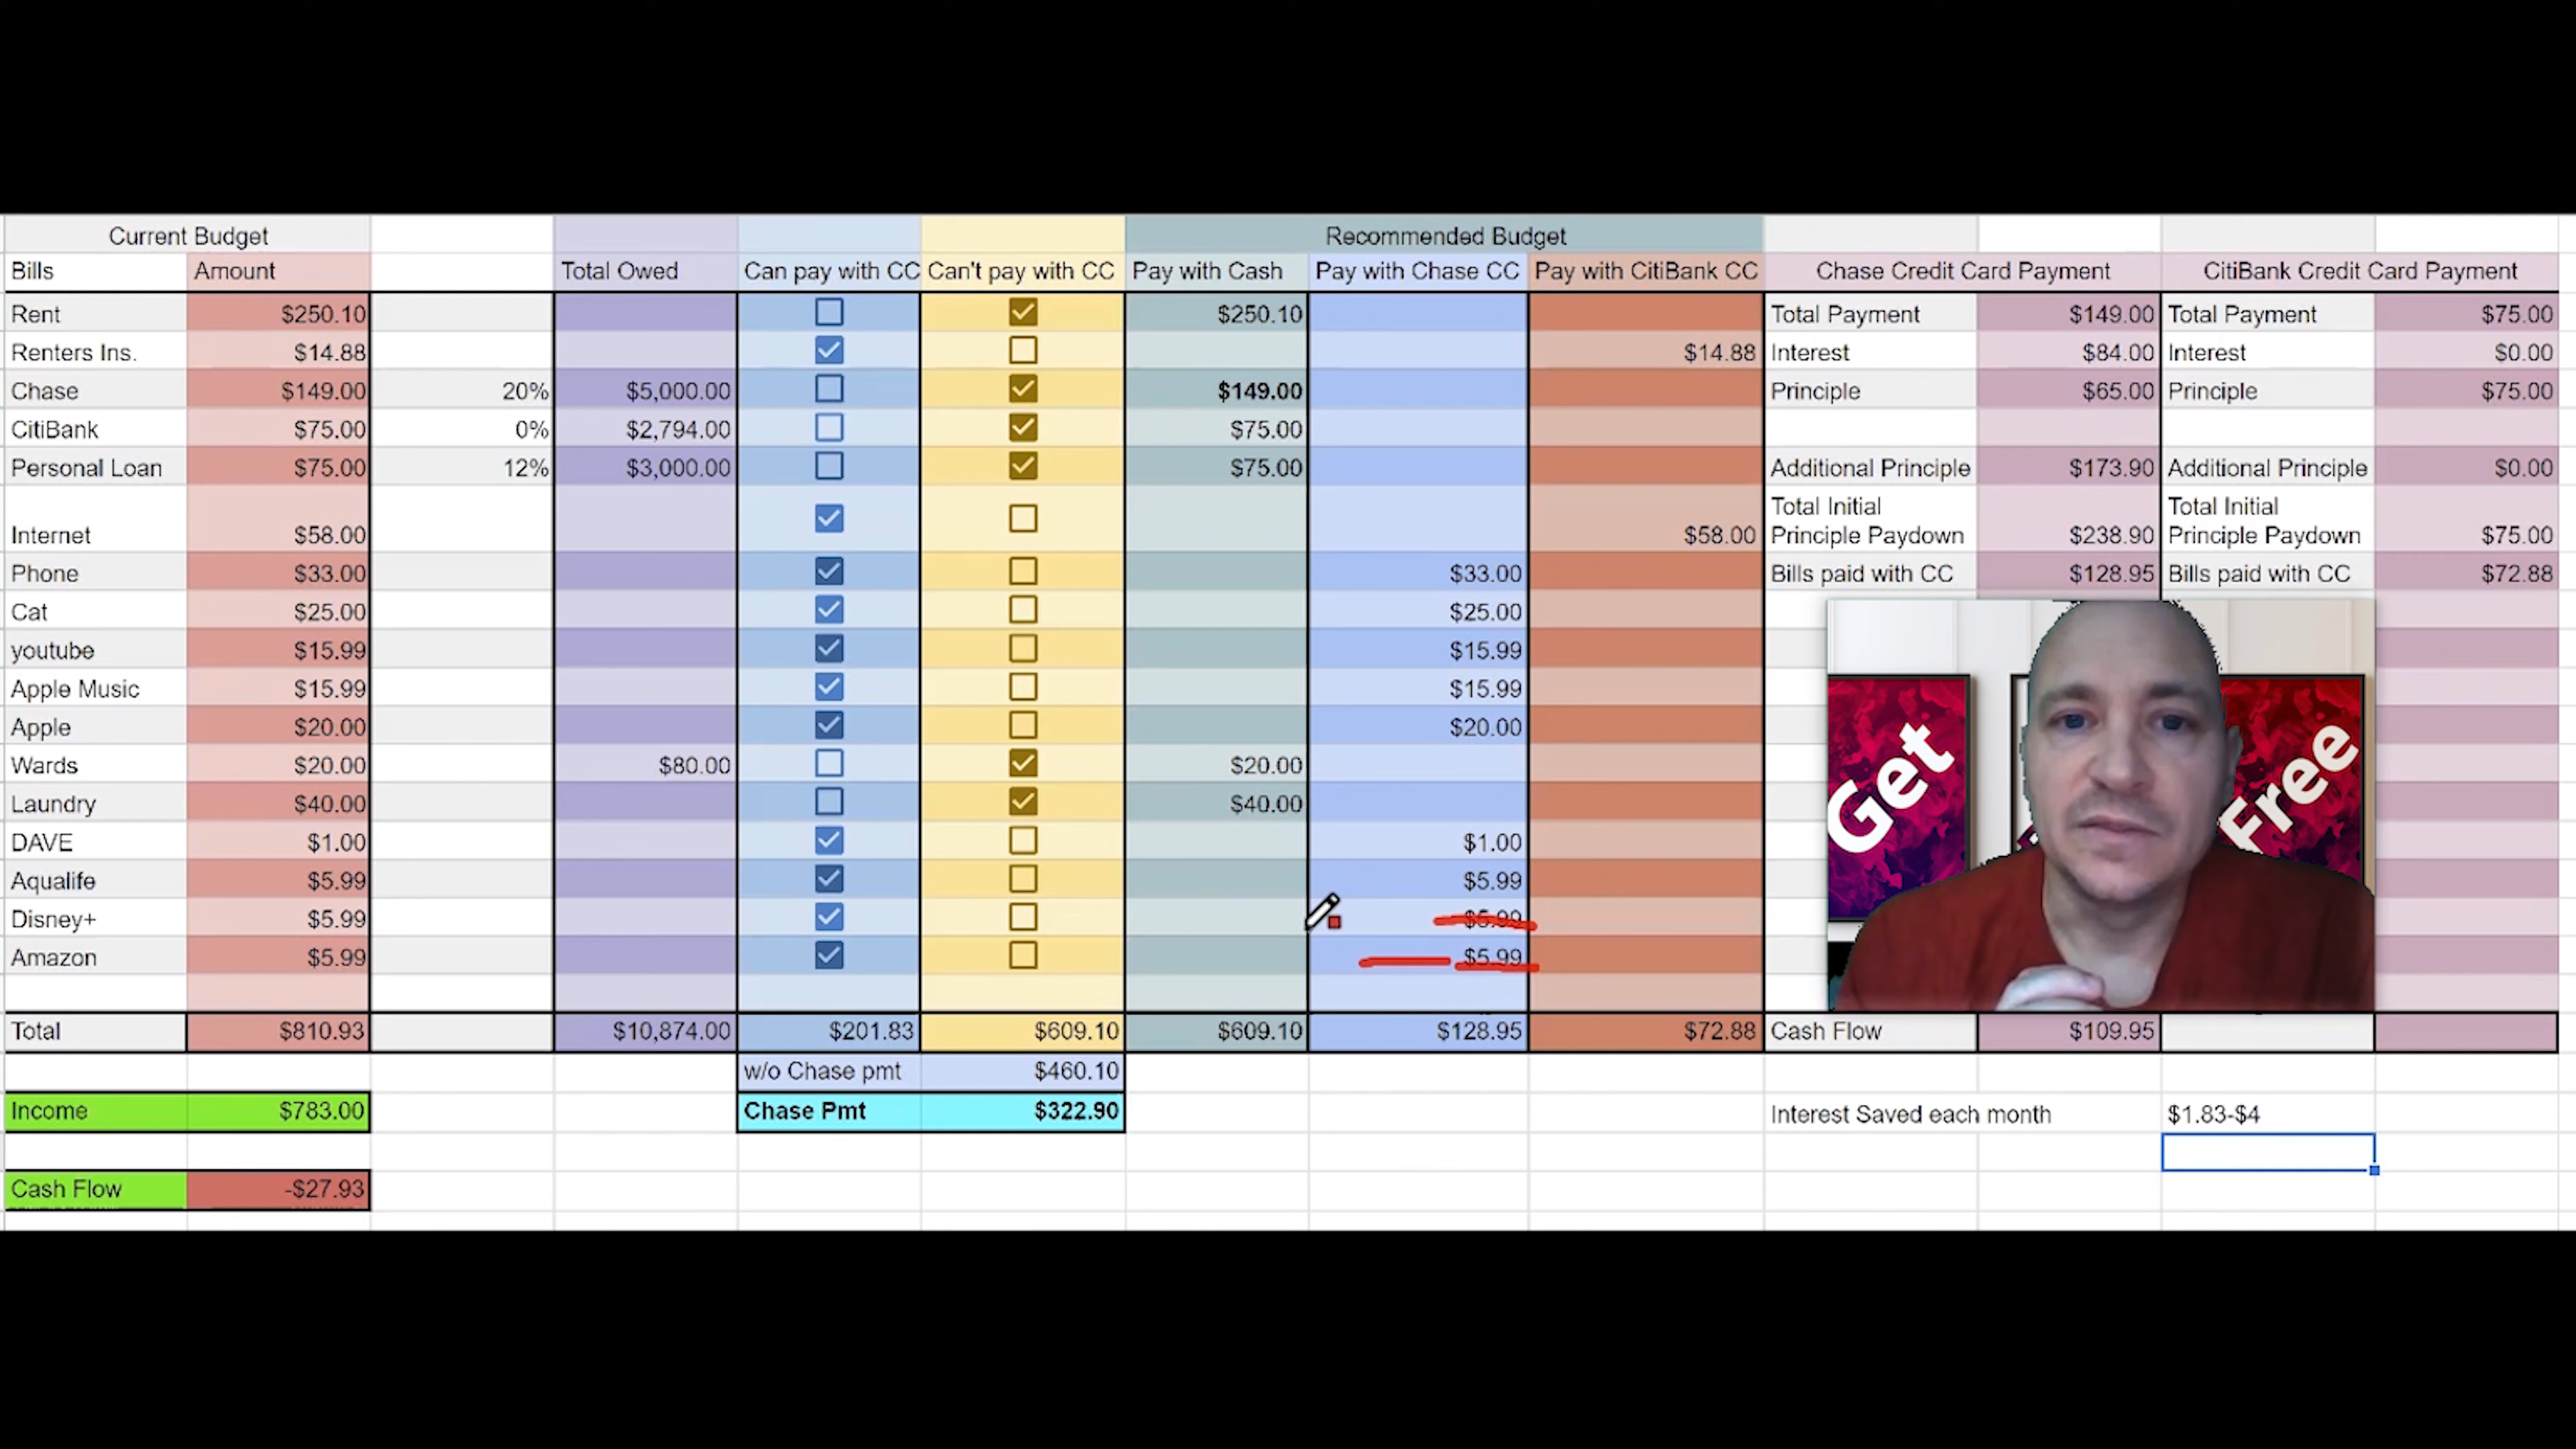 Current Budget Recommended Budget
Bills Amount Total Owed Can pay with CC Can't pay with CC Pay with Cash Pay with Chase CC Pay with CitiBank CC Chase Credit Card Payment CitiBank Credit Card Payment
Rent $250.10 $250.10 Total Payment $149.00 Total Payment $75.00
Renters Ins. $14.88 $14.88 Interest $84.00 Interest $0.00
Chase $149.00 20% $5,000.00 $149.00 Principle $65.00 Principle $75.00
CitiBank $75.00 0% $2,794.00 $75.00
Personal Loan $75.00 12% $3,000.00 $75.00 Additional Principle $173.90 Additional Principle $0.00
Total Initial Total Initial
Internet $58.00 $58.00 Principle Paydown $238.90 Principle Paydown $75.00
Phone $33.00 $33.00 Bills paid with CC $128.95 Bills paid with CC $72.88
Cat $25.00 $25.00
youtube $15.99 $15.99
Apple Music $15.99 $15.99
Apple $20.00 $20.00
Wards $20.00 $80.00 $20.00
Laundry $40.00 $40.00
DAVE $1.00 $1.00
Aqualife $5.99 $5.99
Disney+ $5.99 $5.99
Amazon $5.99 $5.99
Get Free
Total $810.93 $10,874.00 $201.83 $609.10 $609.10 $128.95 $72.88 Cash Flow $109.95
w/o Chase pmt $460.10
Income $783.00 Chase Pmt $322.90 Interest Saved each month $1.83-$4
Cash Flow -$27.93